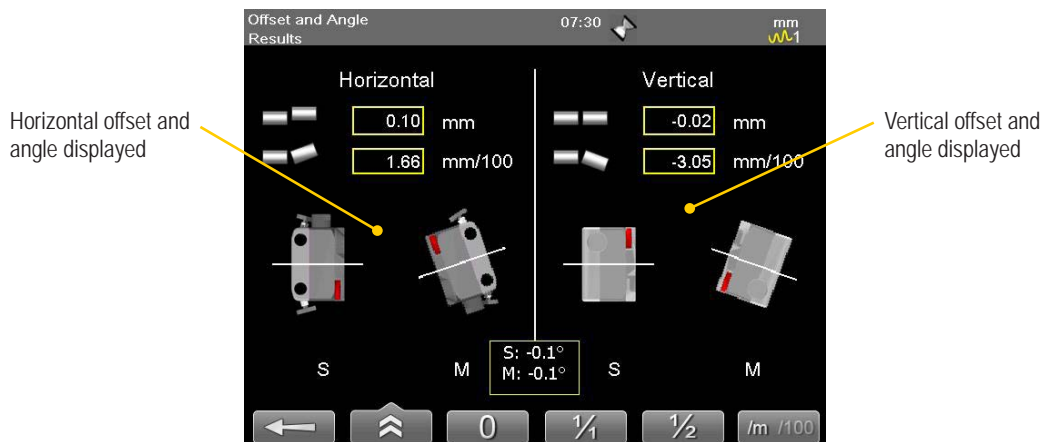 Offset and Angle
Results
07:30
mm
1
Horizontal
Vertical
0.10 mm
-0.02 mm
1.66 mm/100
-3.05 mm/100
Horizontal offset and
angle displayed
Vertical offset and
angle displayed
S
M
S: -0.1°
M: -0.1°
S
M
0
1/1
1/2
/m /100